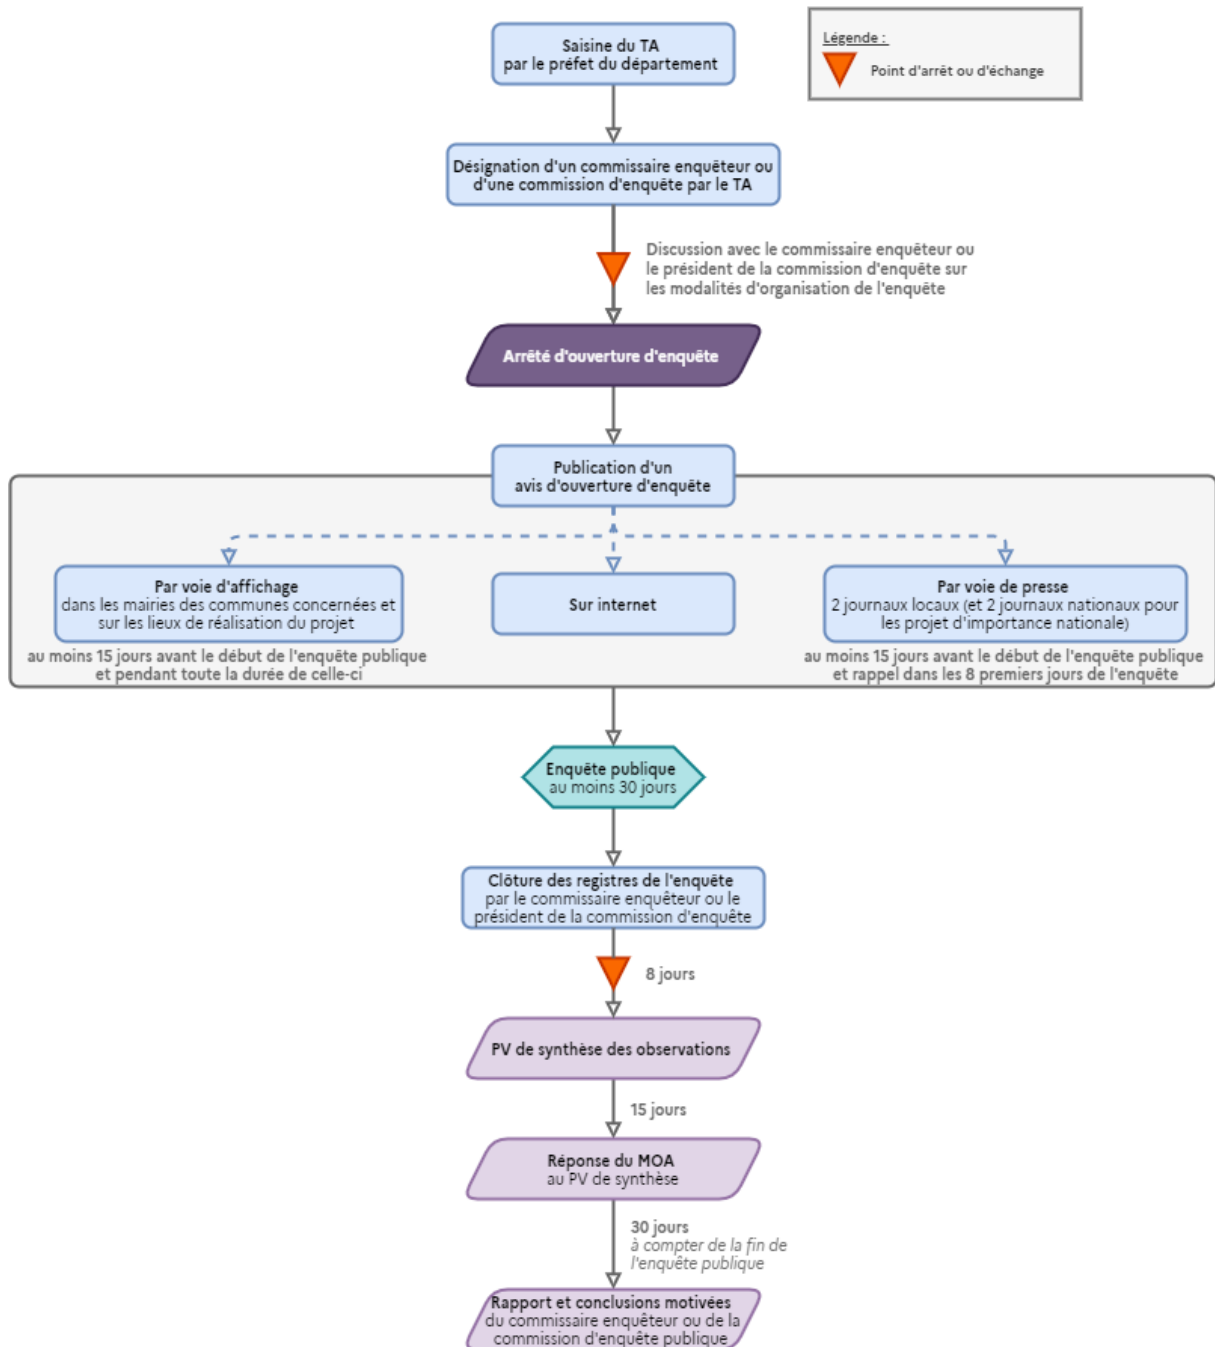 Saisine du TA
par le préfet du département
Légende :
Point d'arrêt ou d'échange
Désignation d'un commissaire enquêteur ou
d'une commission d'enquête par le TA
Discussion avec le commissaire enquêteur ou
le président de la commission d'enquête sur
les modalités d'organisation de l'enquête
Arrêté d'ouverture d'enquête
Publication d'un
avis d'ouverture d'enquête
Par voie d'affichage
dans les mairies des communes concernées et
sur les lieux de réalisation du projet
au moins 15 jours avant le début de l'enquête publique
et pendant toute la durée de celle-ci
Sur internet
Par voie de presse
2 journaux locaux (et 2 journaux nationaux pour
les projet d'importance nationale)
au moins 15 jours avant le début de l'enquête publique
et rappel dans les 8 premiers jours de l'enquête
Enquête publique
au moins 30 jours
Clôture des registres de l'enquête
par le commissaire enquêteur ou le
président de la commission d'enquête
8 jours
PV de synthèse des observations
15 jours
Réponse du MOA
au PV de synthèse
30 jours
à compter de la fin de
l'enquête publique
Rapport et conclusions motivées
du commissaire enquêteur ou de la
commission d'enquête publique